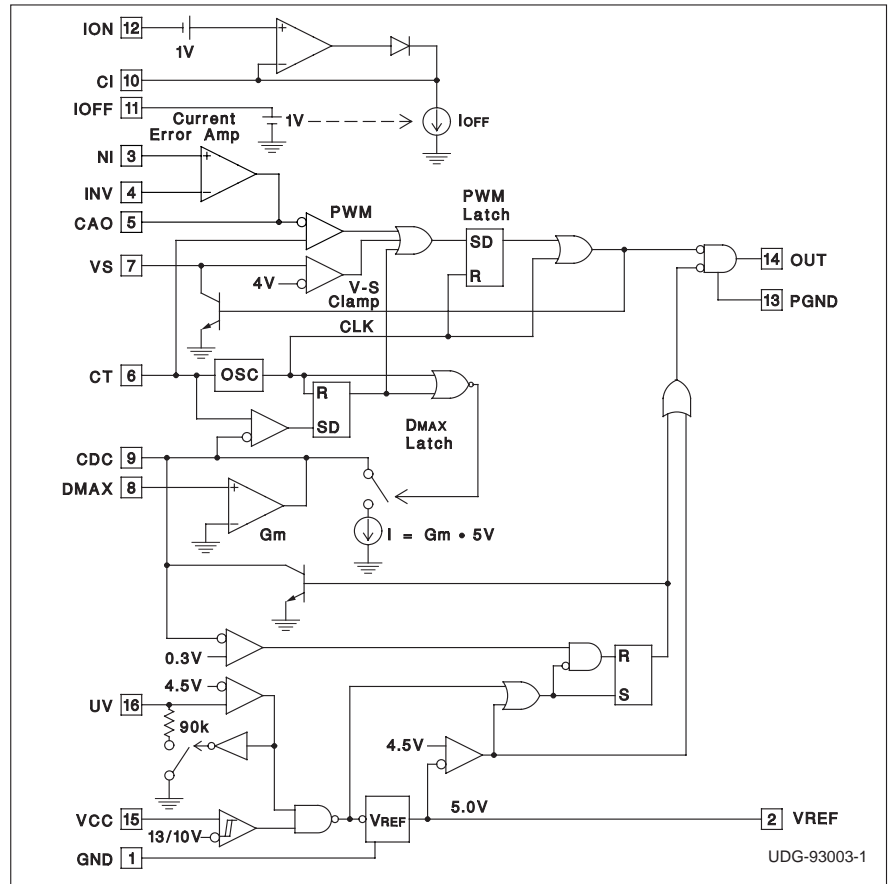 ION 12
1V
CI 10
IOFF 11
1V
IOFF
Current
Error Amp
NI 3
INV 4
CAO 5
PWM
PWM
Latch
SD
R
VS 7
4V
V-S
Clamp
14 OUT
13 PGND
CLK
CT 6
OSC
R
SD
DMAX
Latch
CDC 9
DMAX 8
Gm
I = Gm • 5V
0.3V
R
S
4.5V
UV 16
90k
4.5V
VCC 15
13/10V
VREF
5.0V
2 VREF
GND 1
UDG-93003-1
+
−
+
−
+
−